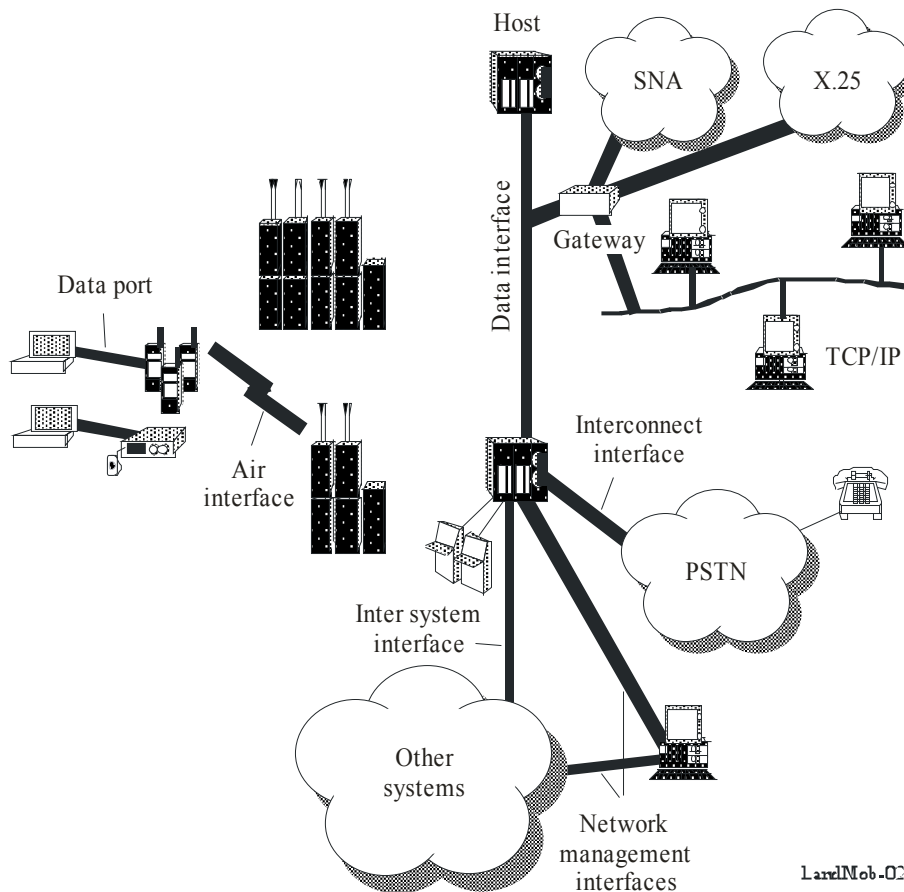 Host
SNA
X.25
Data interface
Gateway
Data port
TCP/IP
Air
interface
Interconnect
interface
PSTN
Inter system
interface
Other
systems
Network
management
interfaces